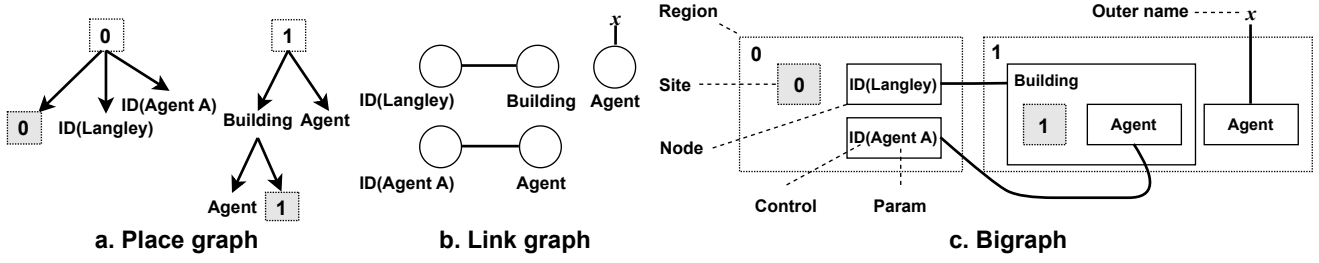 0
1
0
ID(Langley)
ID(Agent A)
Building
Agent
Agent
1
a. Place graph
x
ID(Langley)
Building
Agent
ID(Agent A)
Agent
b. Link graph
Region
Outer name
x
0
1
Site
0
ID(Langley)
Building
1
Agent
Agent
Node
ID(Agent A)
Control
Param
c. Bigraph